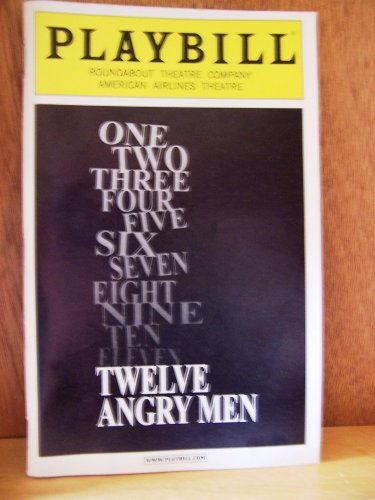 PLAYBILL
ROUNDABOUT THEATRE COMPANY
AMERICAN AIRLINES THEATRE
ONE
TWO
THREE
FOUR
FIVE
SIX
SEVEN
EIGHT
NINE
TEN
ELEVEN
TWELVE
ANGRY MEN
WWW.PLAYBILL.COM